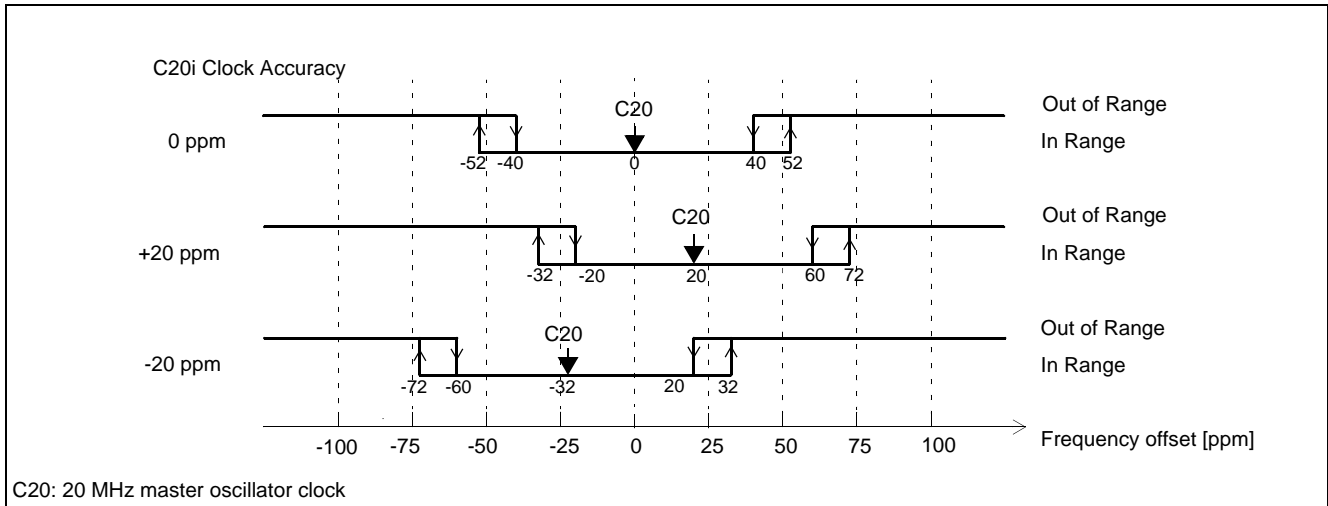 C20i Clock Accuracy
C20
Out of Range
0 ppm
In Range
-52 -40 0 40 52
C20
Out of Range
+20 ppm
In Range
-32 -20 20 60 72
C20
Out of Range
-20 ppm
In Range
-72 -60 -32 20 32
-100 -75 -50 -25 0 25 50 75 100 Frequency offset [ppm]
C20: 20 MHz master oscillator clock